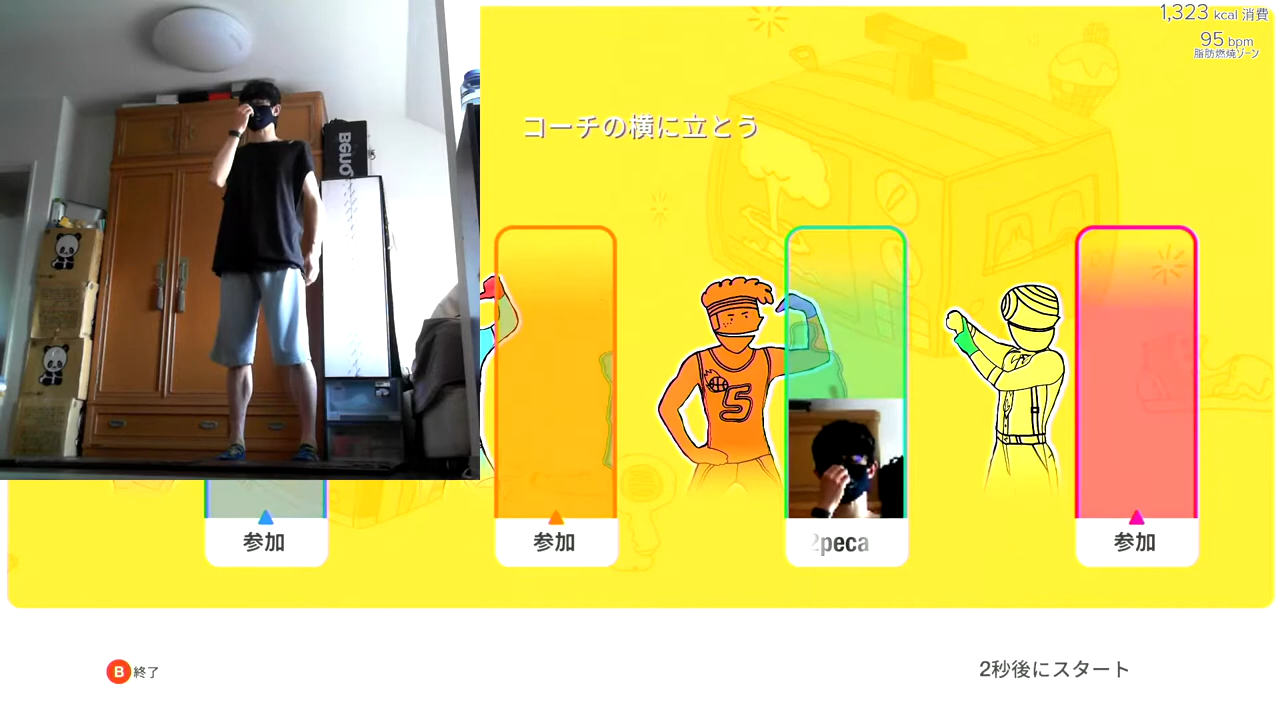 1,323 kcal 消費
95 bpm
脂肪燃焼ゾーン
コーチの横に立とう
BenQ
5
参加
参加
2peca
参加
B 終了
2秒後にスタート